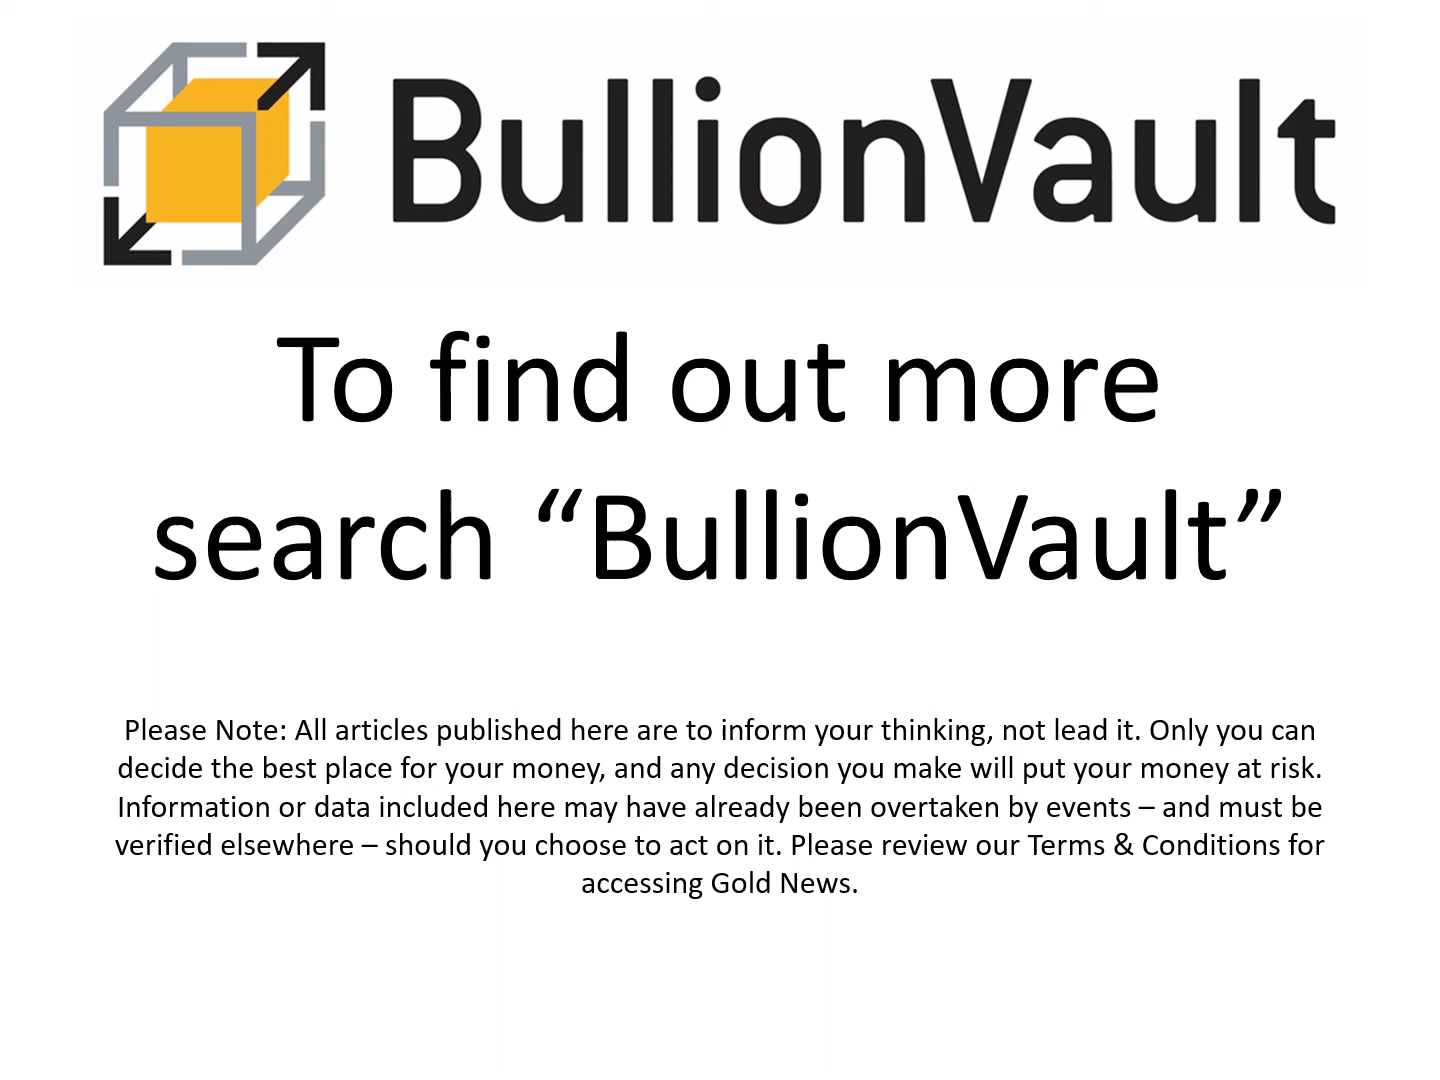 BullionVault
To find out more
search “BullionVault”
Please Note: All articles published here are to inform your thinking, not lead it. Only you can
decide the best place for your money, and any decision you make will put your money at risk.
Information or data included here may have already been overtaken by events – and must be
verified elsewhere – should you choose to act on it. Please review our Terms & Conditions for
accessing Gold News.